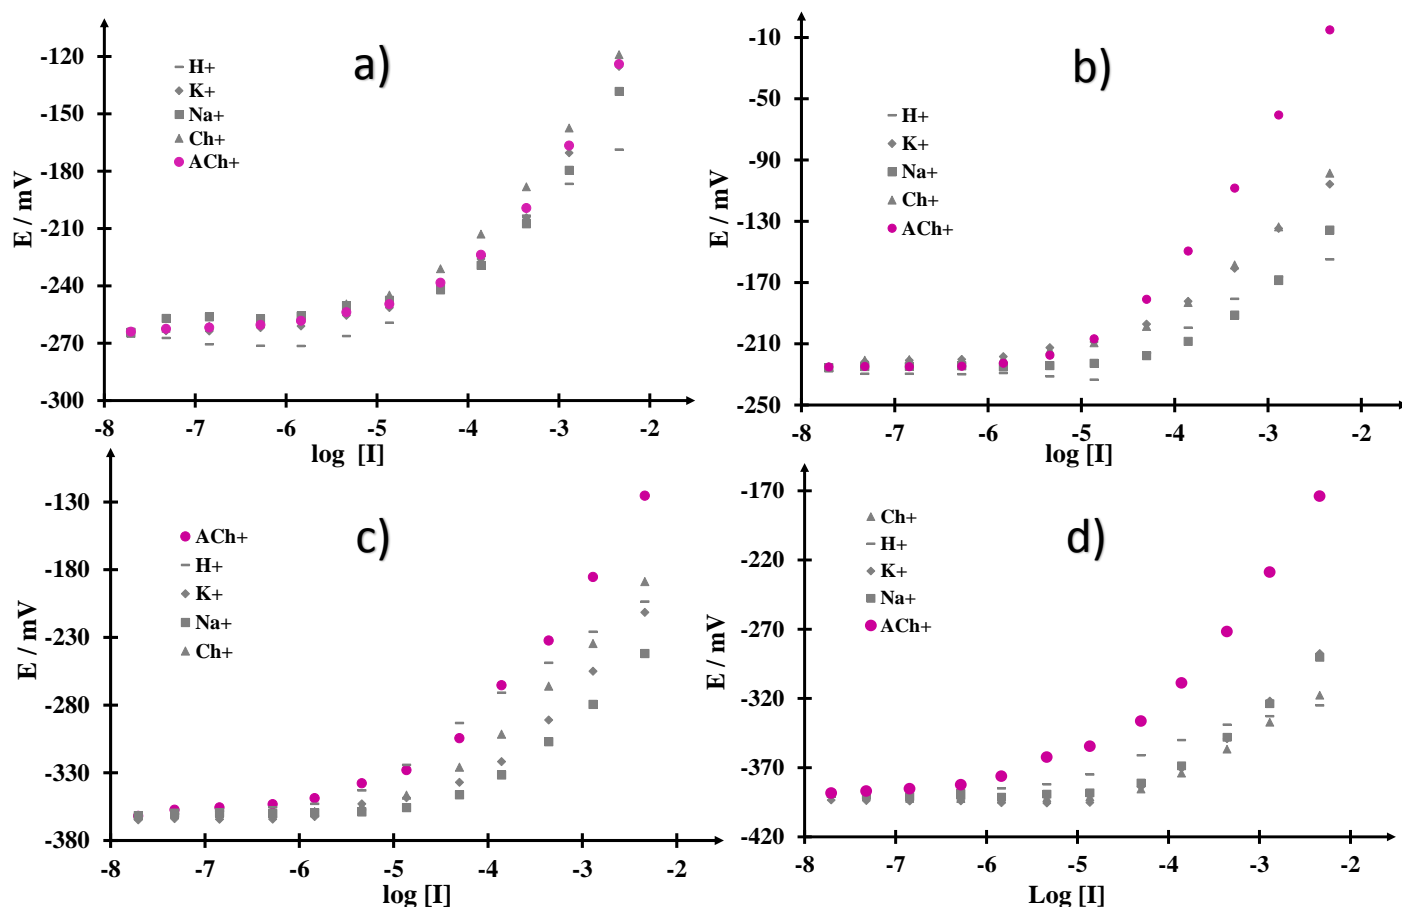 a)
H+
K+
Na+
Ch+
ACh+
E / mV
-120
-150
-180
-210
-240
-270
-300
-8 -7 -6 -5 -4 -3 -2
log [I]
b)
H+
K+
Na+
Ch+
ACh+
E / mV
-10
-50
-90
-130
-170
-210
-250
-8 -7 -6 -5 -4 -3 -2
log [I]
c)
ACh+
H+
K+
Na+
Ch+
E / mV
-130
-180
-230
-280
-330
-380
-8 -7 -6 -5 -4 -3 -2
log [I]
d)
Ch+
H+
K+
Na+
ACh+
E / mV
-170
-220
-270
-320
-370
-420
-8 -7 -6 -5 -4 -3 -2
Log [I]